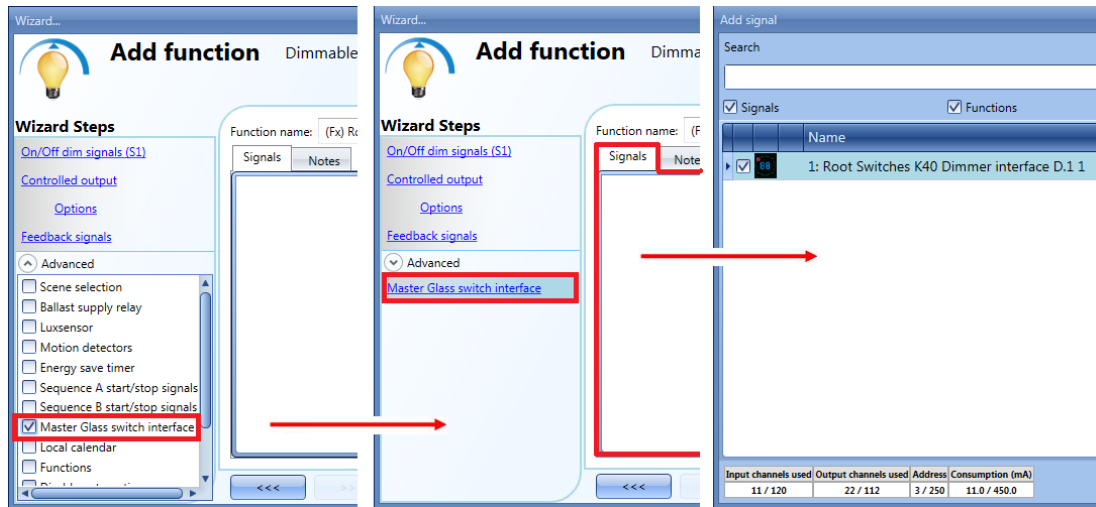 Wizard...
Add function Dimmable
Wizard Steps
On/Off dim signals (S1)
Controlled output
Options
Feedback signals
Advanced
Scene selection
Ballast supply relay
Luxsensor
Motion detectors
Energy save timer
Sequence A start/stop signals
Sequence B start/stop signals
Master Glass switch interface
Local calendar
Functions
Function name: (Fx) Ro
Signals Notes
<<< >>
Wizard...
Add function Dimma
Wizard Steps
On/Off dim signals (S1)
Controlled output
Options
Feedback signals
Advanced
Master Glass switch interface
Function name: (F
Signals Note
<<<
Add signal
Search
Signals Functions
Name
1: Root Switches K40 Dimmer interface D.1 1
Input channels used Output channels used Address Consumption (mA)
11 / 120 22 / 112 3 / 250 11.0 / 450.0